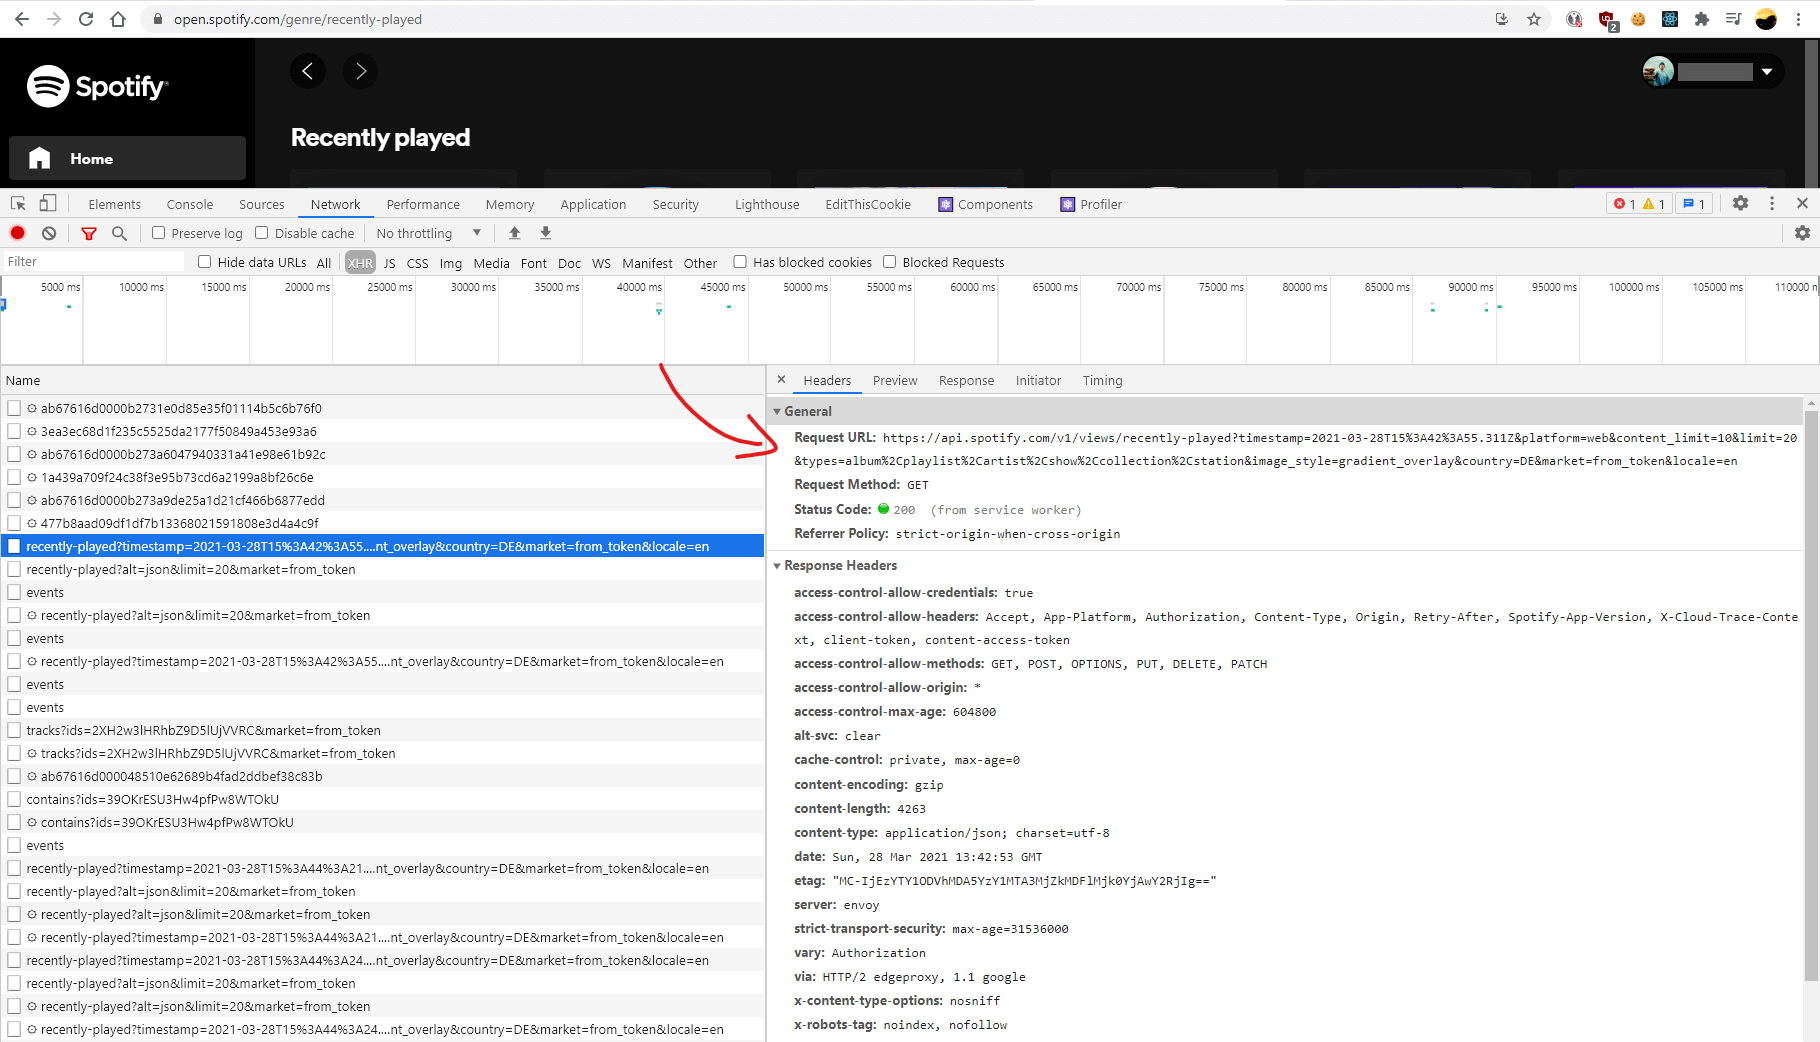 open.spotify.com/genre/recently-played
2
Spotify
Home
Recently played
Elements Console Sources Network Performance Memory Application Security Lighthouse EditThisCookie Components Profiler 1 1 1
Preserve log Disable cache No throttling
Filter Hide data URLs All XHR JS CSS Img Media Font Doc WS Manifest Other Has blocked cookies Blocked Requests
5000 ms 10000 ms 15000 ms 20000 ms 25000 ms 30000 ms 35000 ms 40000 ms 45000 ms 50000 ms 55000 ms 60000 ms 65000 ms 70000 ms 75000 ms 80000 ms 85000 ms 90000 ms 95000 ms 100000 ms 105000 ms 110000 n
Name
ab67616d0000b2731e0d85e35f01114b5c6b76f0
3ea3ec68d1f235c5525da2177f50849a453e93a6
ab67616d0000b273a6047940331a41e98e61b92c
1a439a709f24c38f3e95b73cd6a2199a8bf26c6e
ab67616d0000b273a9de25a1d21cf466b6877edd
477b8aad09df1df7b13368021591808e3d4a4c9f
recently-played?timestamp=2021-03-28T15%3A42%3A55....nt_overlay&country=DE&market=from_token&locale=en
recently-played?alt=json&limit=20&market=from_token
events
recently-played?alt=json&limit=20&market=from_token
events
recently-played?timestamp=2021-03-28T15%3A42%3A55....nt_overlay&country=DE&market=from_token&locale=en
events
events
tracks?ids=2XH2w3lHRhbZ9D5lUjVVRC&market=from_token
tracks?ids=2XH2w3lHRhbZ9D5lUjVVRC&market=from_token
ab67616d000048510e62689b4fad2ddbef38c83b
contains?ids=39OKrESU3Hw4pfPw8WTOkU
contains?ids=39OKrESU3Hw4pfPw8WTOkU
events
recently-played?timestamp=2021-03-28T15%3A44%3A21....nt_overlay&country=DE&market=from_token&locale=en
recently-played?alt=json&limit=20&market=from_token
recently-played?alt=json&limit=20&market=from_token
recently-played?timestamp=2021-03-28T15%3A44%3A21....nt_overlay&country=DE&market=from_token&locale=en
recently-played?timestamp=2021-03-28T15%3A44%3A24....nt_overlay&country=DE&market=from_token&locale=en
recently-played?alt=json&limit=20&market=from_token
recently-played?alt=json&limit=20&market=from_token
recently-played?timestamp=2021-03-28T15%3A44%3A24....nt_overlay&country=DE&market=from_token&locale=en
Headers Preview Response Initiator Timing
General
Request URL: https://api.spotify.com/v1/views/recently-played?timestamp=2021-03-28T15%3A42%3A55.311Z&platform=web&content_limit=10&limit=20
&types=album%2Cplaylist%2Cartist%2Cshow%2Ccollection%2Cstation&image_style=gradient_overlay&country=DE&market=from_token&locale=en
Request Method: GET
Status Code: 200 (from service worker)
Referrer Policy: strict-origin-when-cross-origin
Response Headers
access-control-allow-credentials: true
access-control-allow-headers: Accept, App-Platform, Authorization, Content-Type, Origin, Retry-After, Spotify-App-Version, X-Cloud-Trace-Conte
xt, client-token, content-access-token
access-control-allow-methods: GET, POST, OPTIONS, PUT, DELETE, PATCH
access-control-allow-origin: *
access-control-max-age: 604800
alt-svc: clear
cache-control: private, max-age=0
content-encoding: gzip
content-length: 4263
content-type: application/json; charset=utf-8
date: Sun, 28 Mar 2021 13:42:53 GMT
etag: "MC-IjEzYTY1ODVhMDA5YzY1MTA3MjZkMDFlMjk0YjAwY2RjIg=="
server: envoy
strict-transport-security: max-age=31536000
vary: Authorization
via: HTTP/2 edgeproxy, 1.1 google
x-content-type-options: nosniff
x-robots-tag: noindex, nofollow